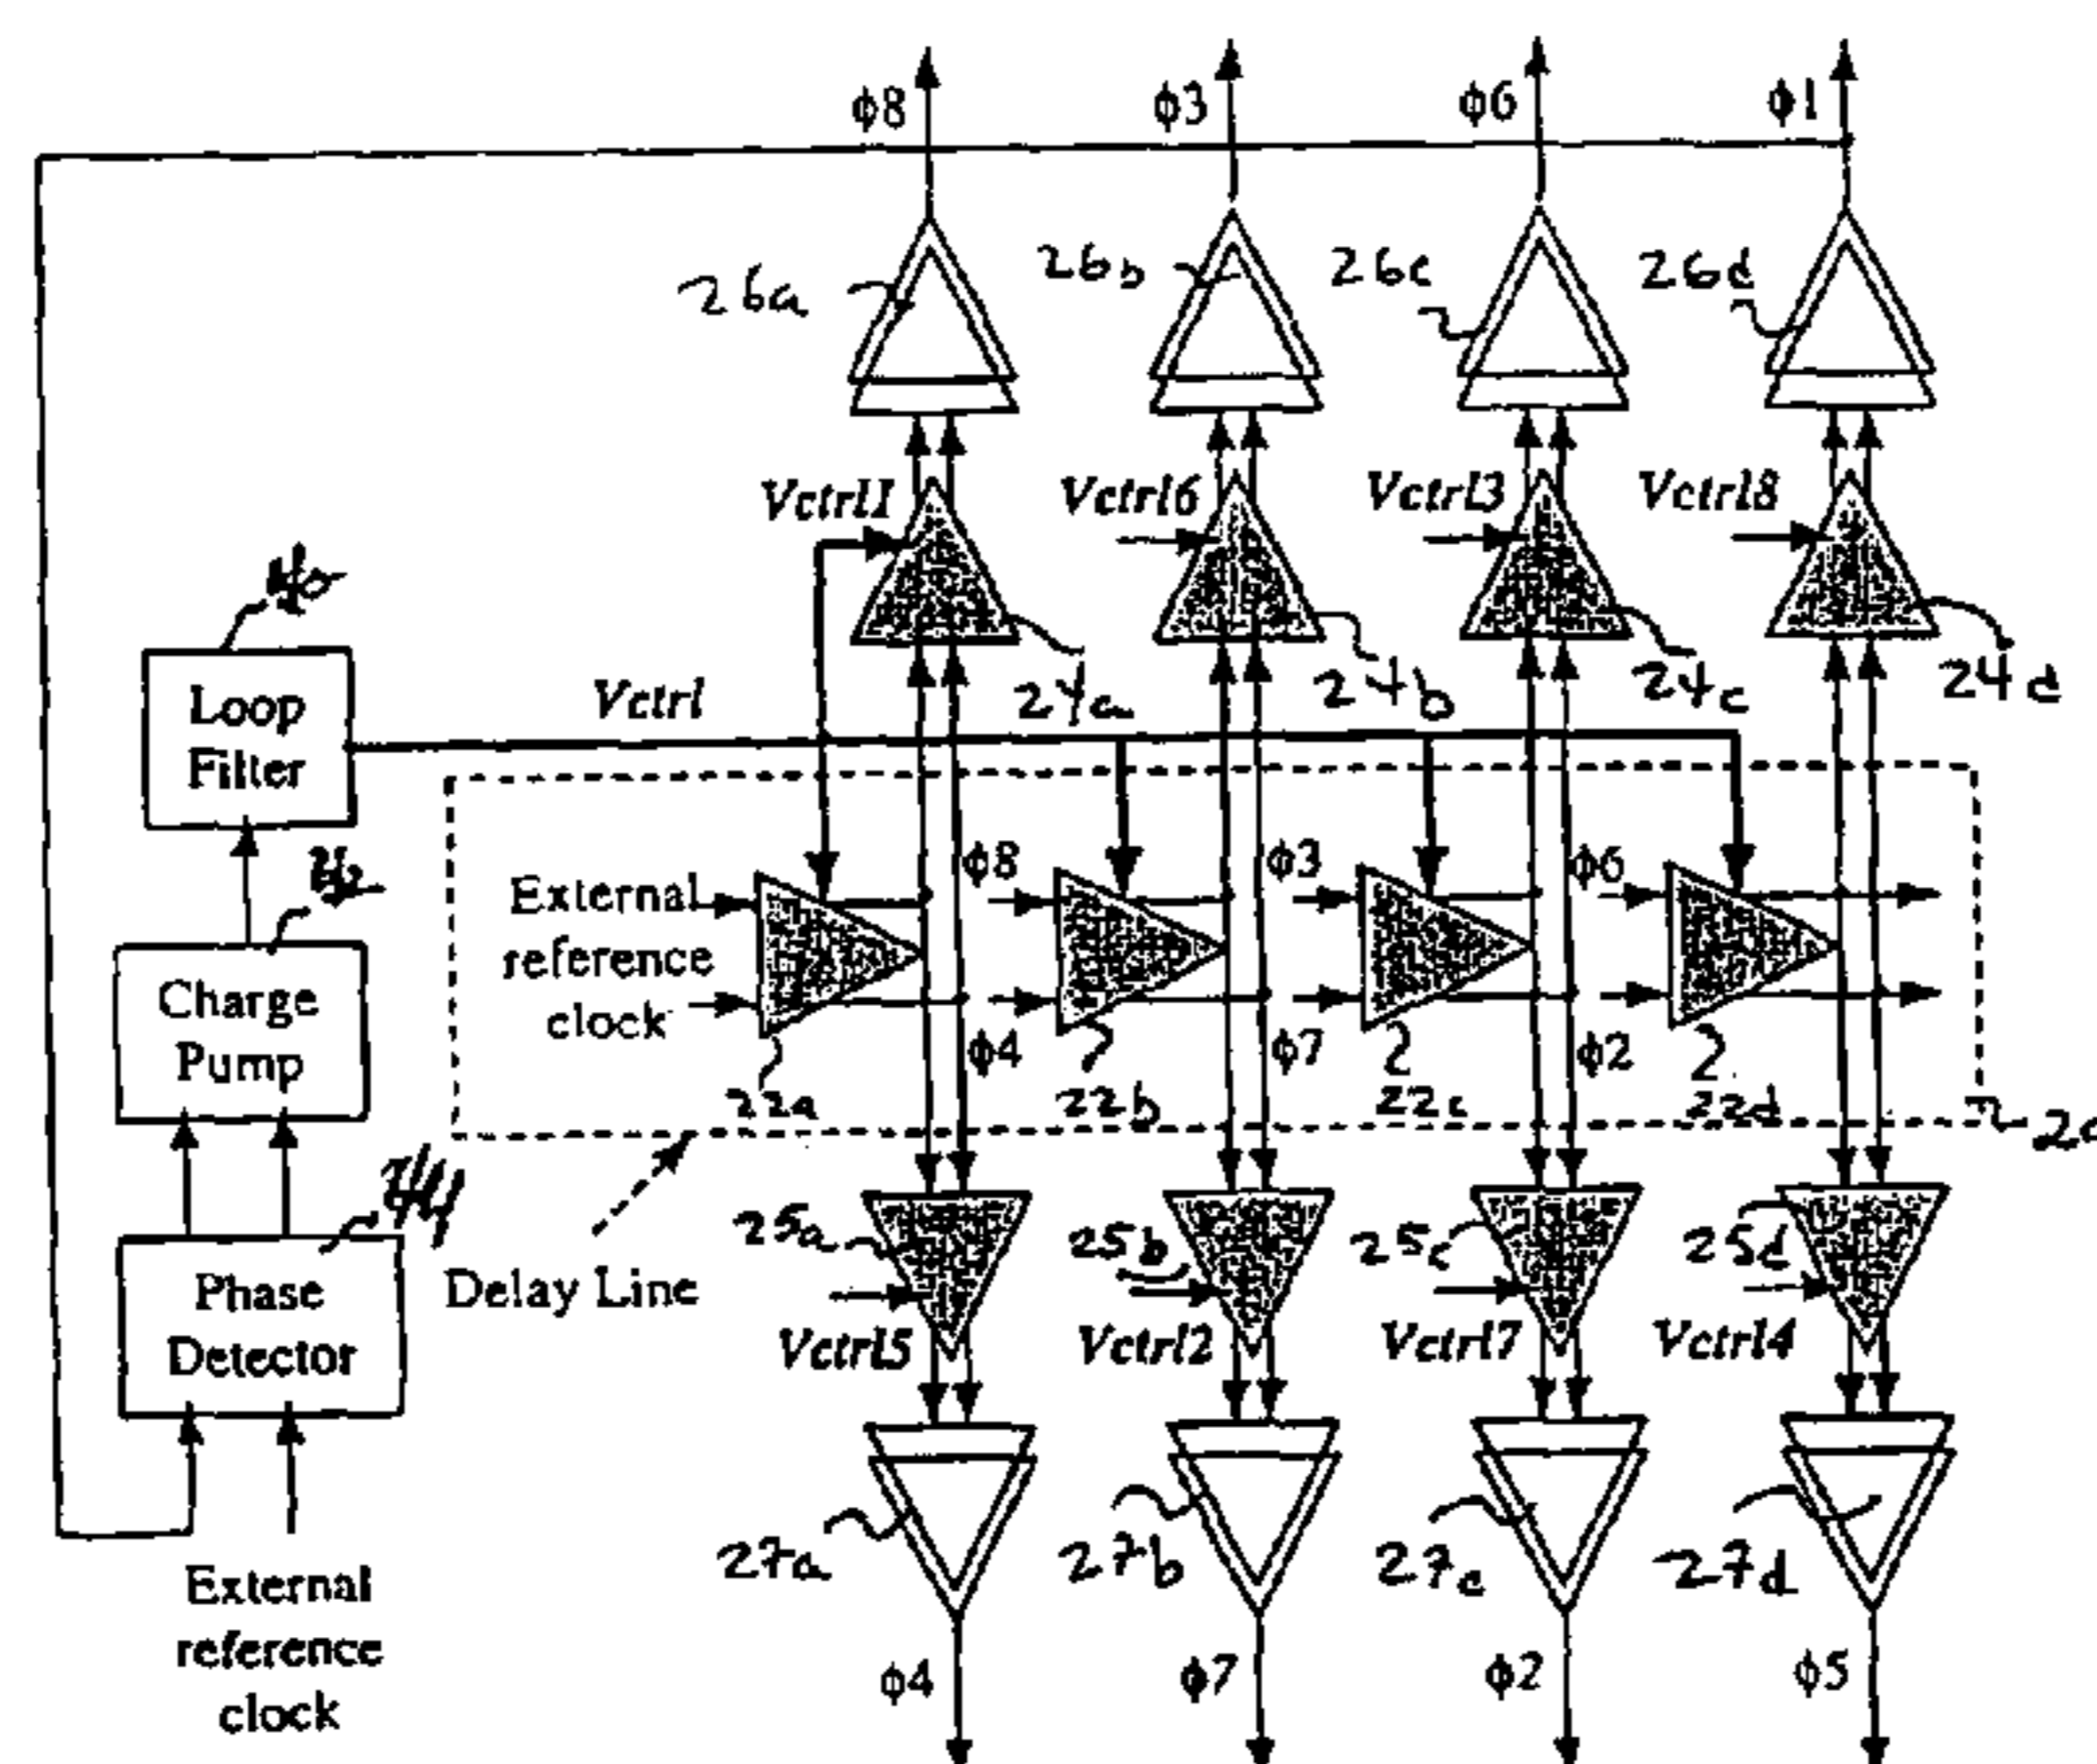 ϕ8 ϕ3 ϕ6 ϕ1
26a 26b 26c 26d
Vctrl1 Vctrl6 Vctrl3 Vctrl8
40
24a 24b 24c 24d
Loop
Filter
Vctrl
ϕ8 ϕ3 ϕ6
External
reference
clock
ϕ4 ϕ7 ϕ2
22a 22b 22c 22d
Charge
Pump
44
Delay Line
Phase
Detector
25a 25b 25c 25d
Vctrl5 Vctrl2 Vctrl7 Vctrl4
27a 27b 27c 27d
External
reference
clock
ϕ4 ϕ7 ϕ2 ϕ5